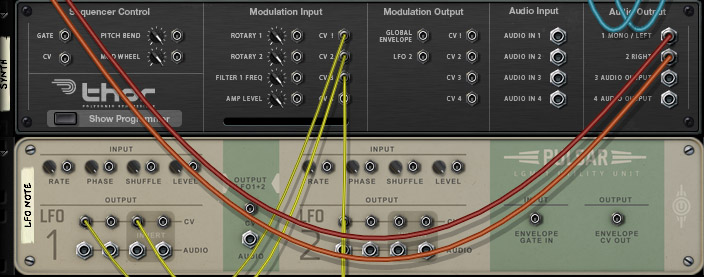 Sequencer Control
Modulation Input
Modulation Output
Audio Input
Audio Output
GATE
PITCH BEND
ROTARY 1
CV 1
GLOBAL ENVELOPE
CV 1
AUDIO IN 1
1 MONO / LEFT
CV
MOD WHEEL
ROTARY 2
CV 2
LFO 2
CV 2
AUDIO IN 2
2 RIGHT
SYNTH
FILTER 1 FREQ
CV 3
AUDIO IN 3
3 AUDIO OUTPUT
thor
AMP LEVEL
CV 4
AUDIO IN 4
4 AUDIO OUTPUT
Show Programmer
INPUT
INPUT
PULSAR
RATE
PHASE
SHUFFLE
LEVEL
OUTPUT
LFO1+2
RATE
PHASE
SHUFFLE
LEVEL
LFO NOTE
OUTPUT
OUTPUT
INPUT
OUTPUT
LFO
1
CV
INVERT
AUDIO
AUDIO
LFO
2
CV
AUDIO
ENVELOPE
GATE IN
ENVELOPE
CV OUT